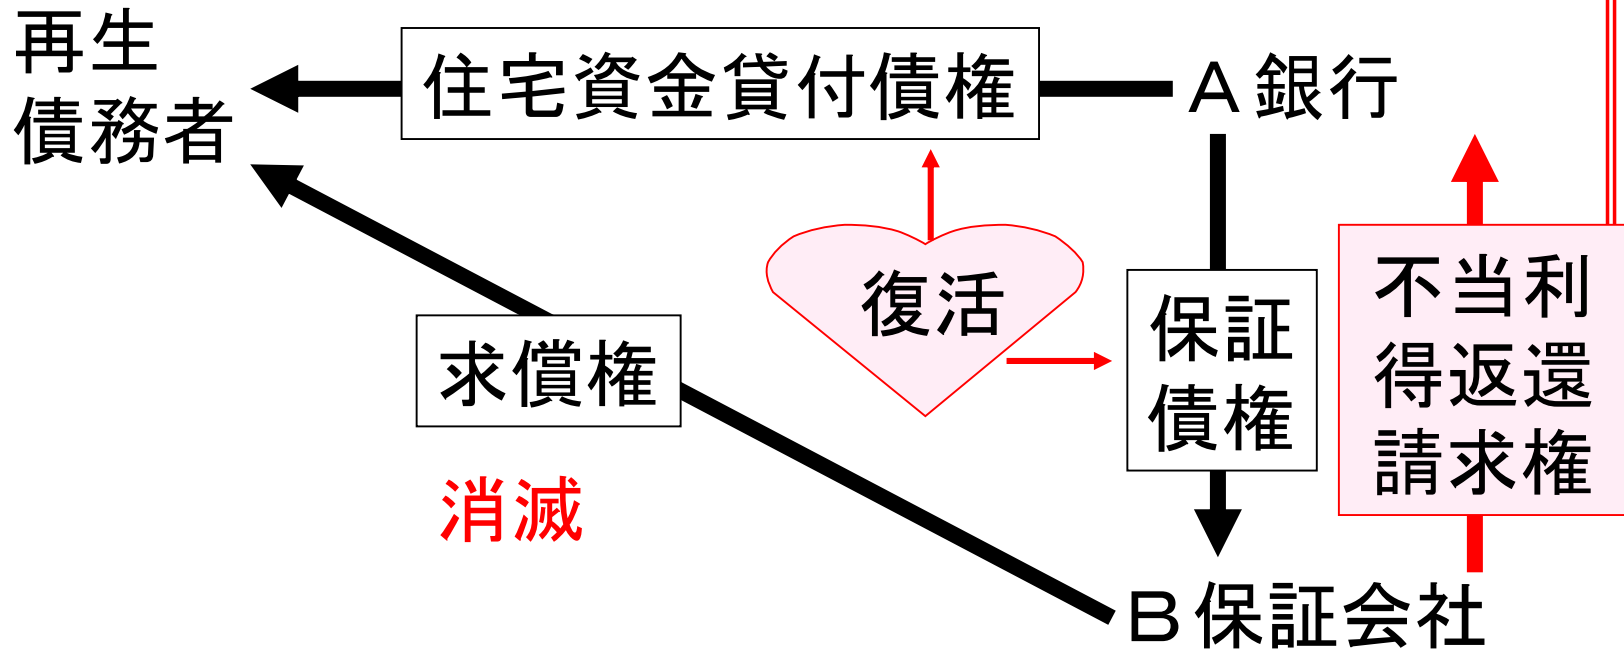 再生
債務者
住宅資金貸付債権
Ａ銀行
復活
求償権
消滅
保証
債権
不当利
得返還
請求権
Ｂ保証会社